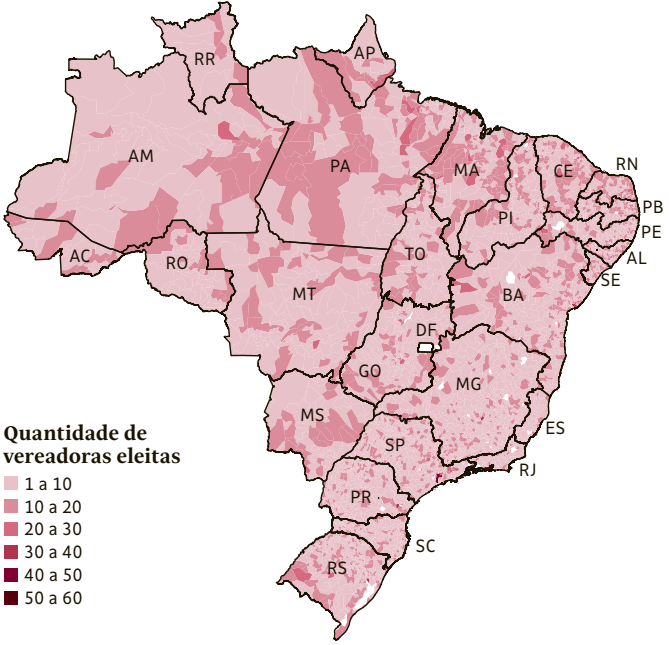 RR
AP
AM
PA
MA
CE
RN
PB
PI
PE
AC
RO
TO
AL
SE
MT
BA
DF
GO
MG
MS
ES
SP
RJ
PR
SC
RS
Quantidade de
vereadoras eleitas
1 a 10
10 a 20
20 a 30
30 a 40
40 a 50
50 a 60